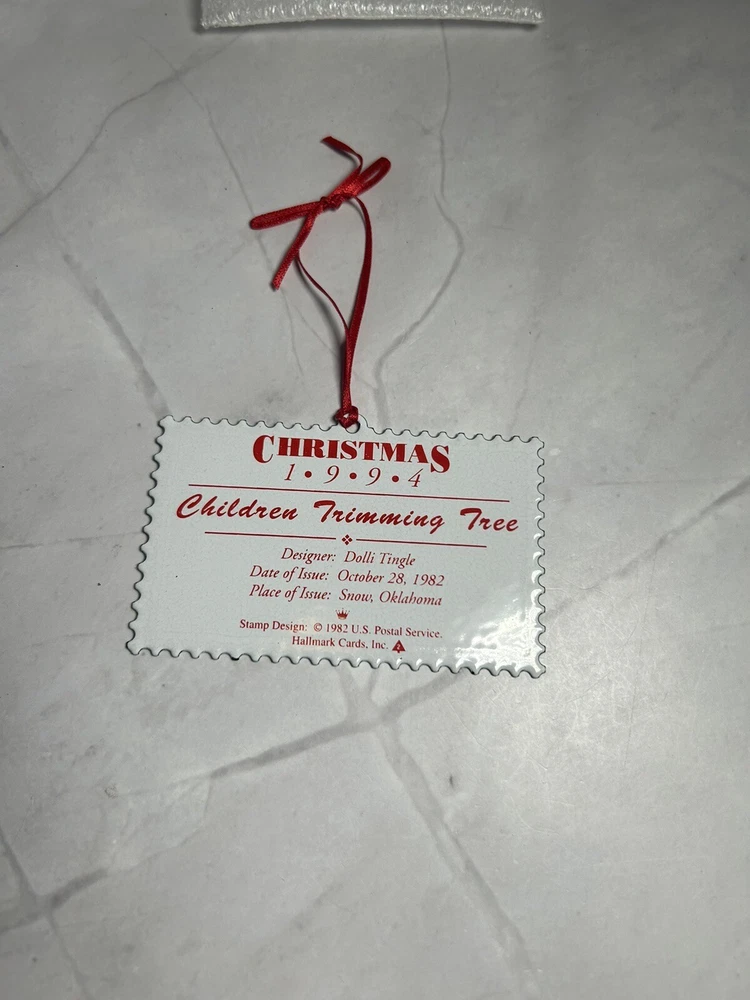 CHRISTMAS
1•9•9•4
Children Trimming Tree
Designer: Dolli Tingle
Date of Issue: October 28, 1982
Place of Issue: Snow, Oklahoma
Stamp Design: © 1982 U.S. Postal Service.
Hallmark Cards, Inc.